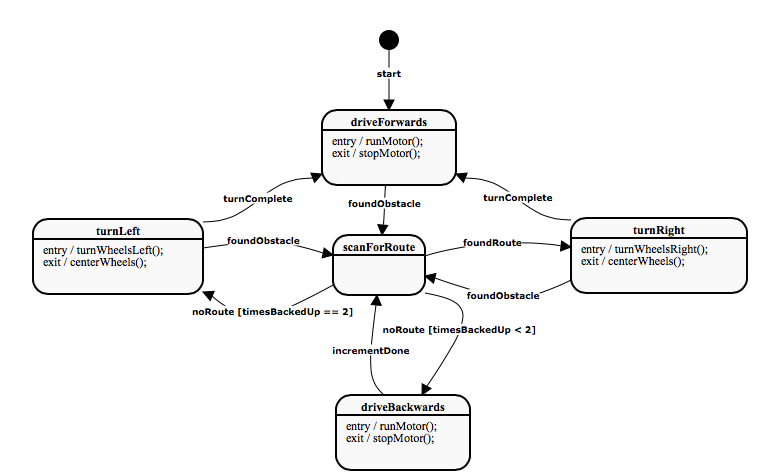 start
driveForwards
entry / runMotor();
exit / stopMotor();
turnComplete
foundObstacle
turnComplete
turnLeft
entry / turnWheelsLeft();
exit / centerWheels();
foundObstacle
scanForRoute
foundRoute
turnRight
entry / turnWheelsRight();
exit / centerWheels();
foundObstacle
noRoute [timesBackedUp == 2]
noRoute [timesBackedUp < 2]
incrementDone
driveBackwards
entry / runMotor();
exit / stopMotor();